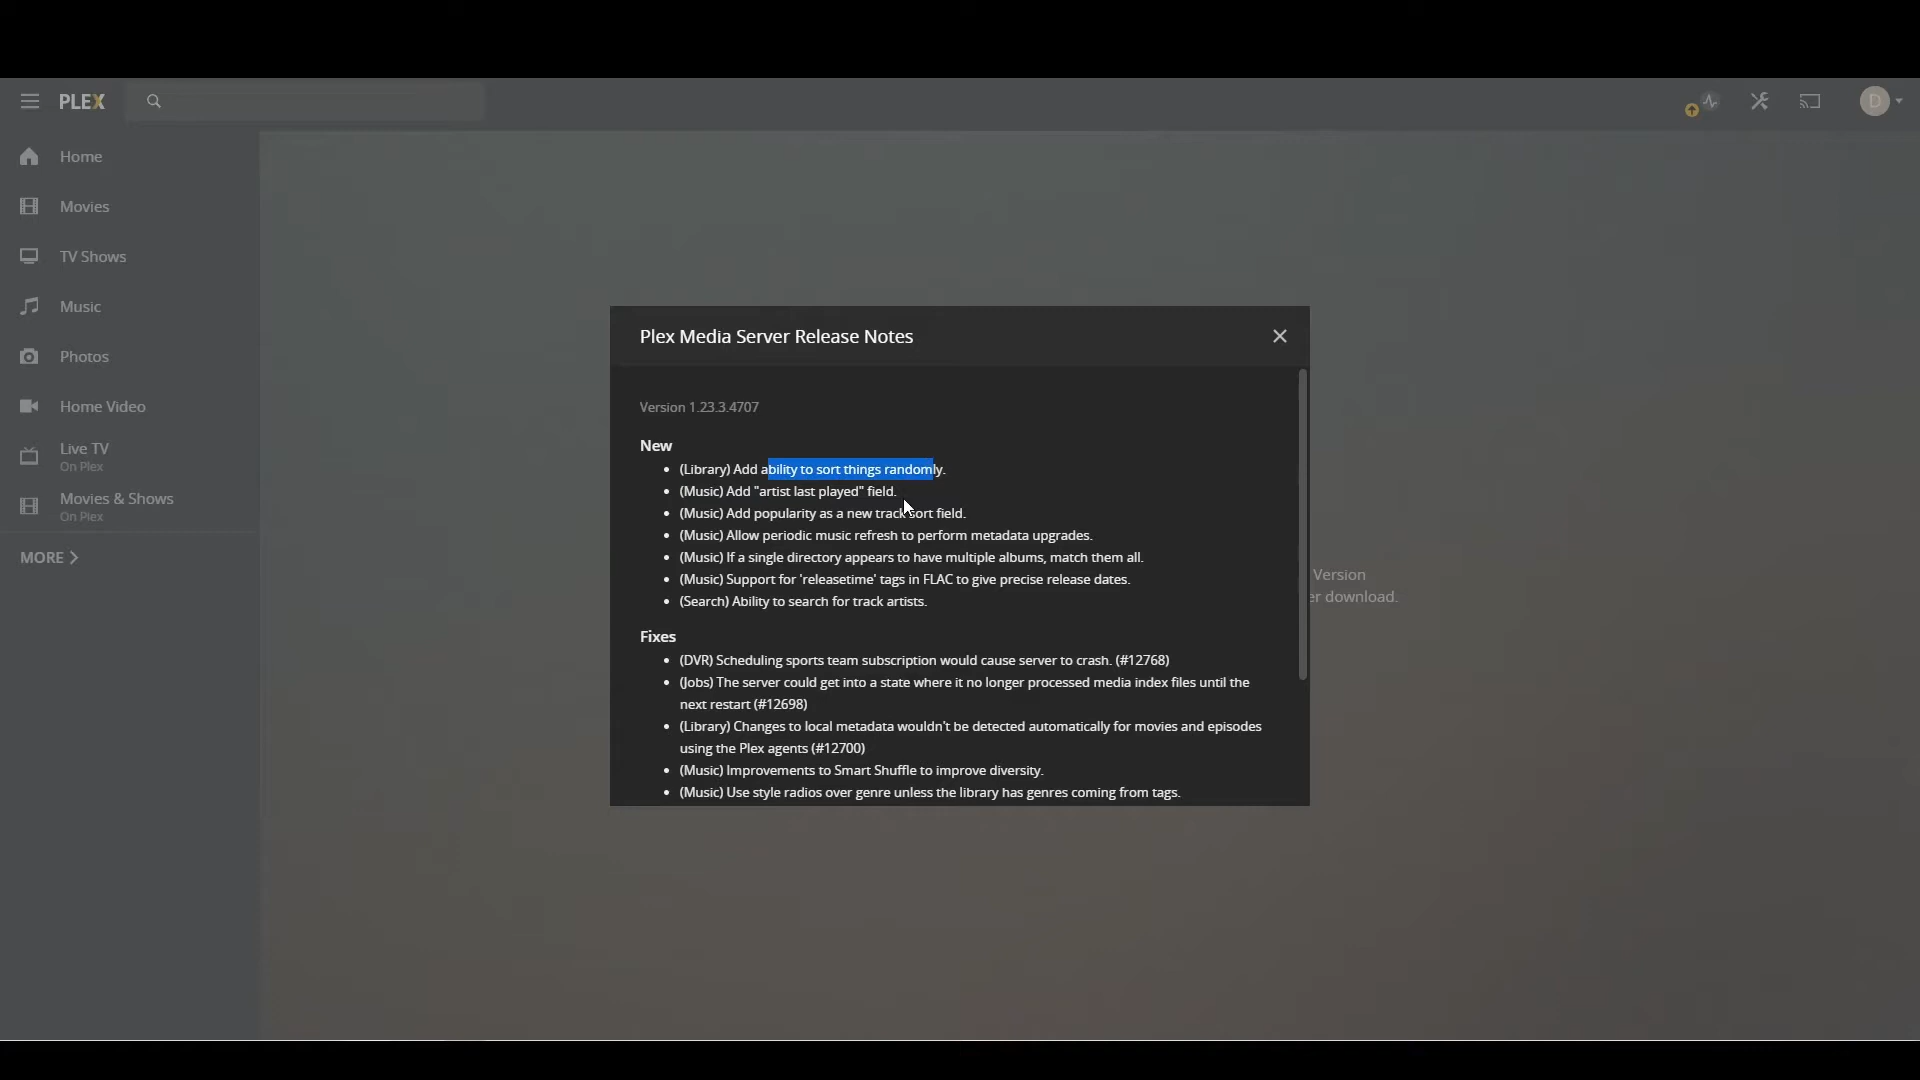 PLEX
D
Home
Movies
TV Shows
Music
Photos
Home Video
Live TV
On Plex
Movies & Shows
On Plex
MORE
Plex Media Server Release Notes
Version 1.23.3.4707
New
• (Library) Add ability to sort things randomly.
• (Music) Add "artist last played" field.
• (Music) Add popularity as a new track sort field.
• (Music) Allow periodic music refresh to perform metadata upgrades.
• (Music) If a single directory appears to have multiple albums, match them all.
• (Music) Support for 'releasetime' tags in FLAC to give precise release dates.
• (Search) Ability to search for track artists.
Fixes
• (DVR) Scheduling sports team subscription would cause server to crash. (#12768)
• (Jobs) The server could get into a state where it no longer processed media index files until the
next restart (#12698)
• (Library) Changes to local metadata wouldn't be detected automatically for movies and episodes
using the Plex agents (#12700)
• (Music) Improvements to Smart Shuffle to improve diversity.
• (Music) Use style radios over genre unless the library has genres coming from tags.
Version
er download.